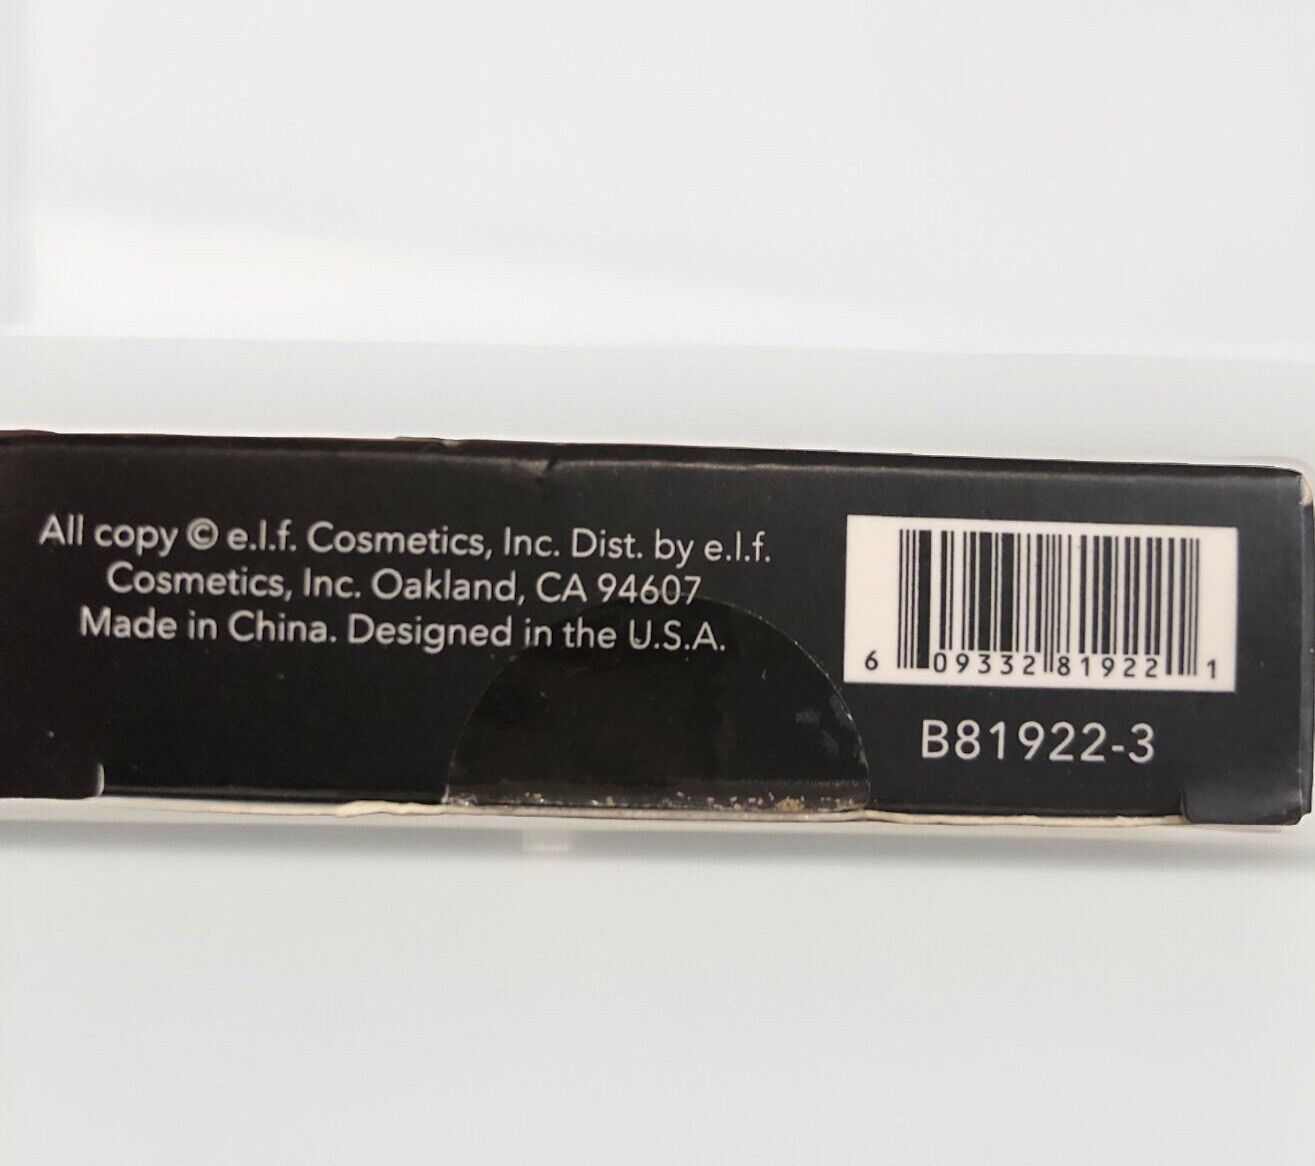 All copy © e.l.f. Cosmetics, Inc. Dist. by e.l.f.
Cosmetics, Inc. Oakland, CA 94607
Made in China. Designed in the U.S.A.
6 09332 81922 1
B81922-3